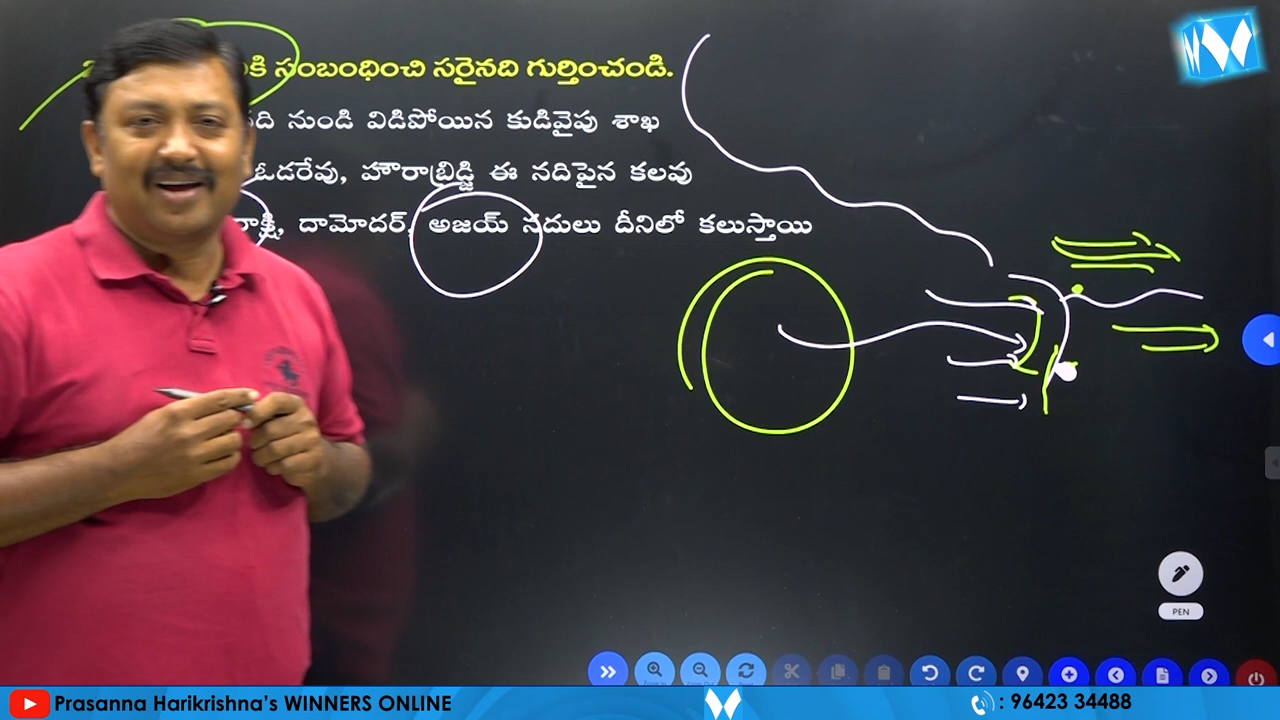 సంబంధించి సరైనది గుర్తించండి.
నుండి విడిపోయిన కుడివైపు శాఖ
ఓడరేవు, హౌరాబ్రిడ్జి ఈ నదిపైన కలవు
దామోదర్, అజయ్ నదులు దీనిలో కలుస్తాయి
PEN
Prasanna Harikrishna's WINNERS ONLINE
: 96423 34488